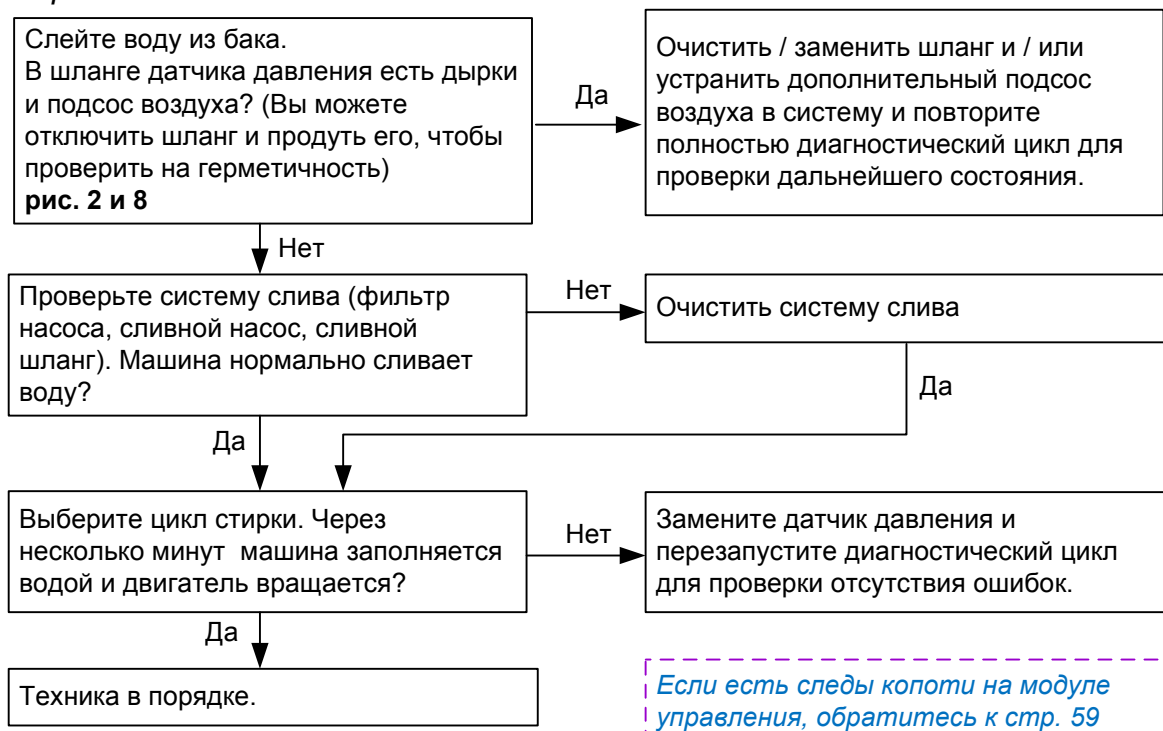 Слейте воду из бака.
В шланге датчика давления есть дырки
и подсос воздуха? (Вы можете
отключить шланг и продуть его, чтобы
проверить на герметичность)
рис. 2 и 8
Да
Очистить / заменить шланг и / или
устранить дополнительный подсос
воздуха в систему и повторите
полностью диагностический цикл для
проверки дальнейшего состояния.
Нет
Проверьте систему слива (фильтр
насоса, сливной насос, сливной
шланг). Машина нормально сливает
воду?
Нет
Очистить систему слива
Да
Да
Выберите цикл стирки. Через
несколько минут машина заполняется
водой и двигатель вращается?
Нет
Замените датчик давления и
перезапустите диагностический цикл
для проверки отсутствия ошибок.
Да
Техника в порядке.
Если есть следы копоти на модуле
управления, обратитесь к стр. 59